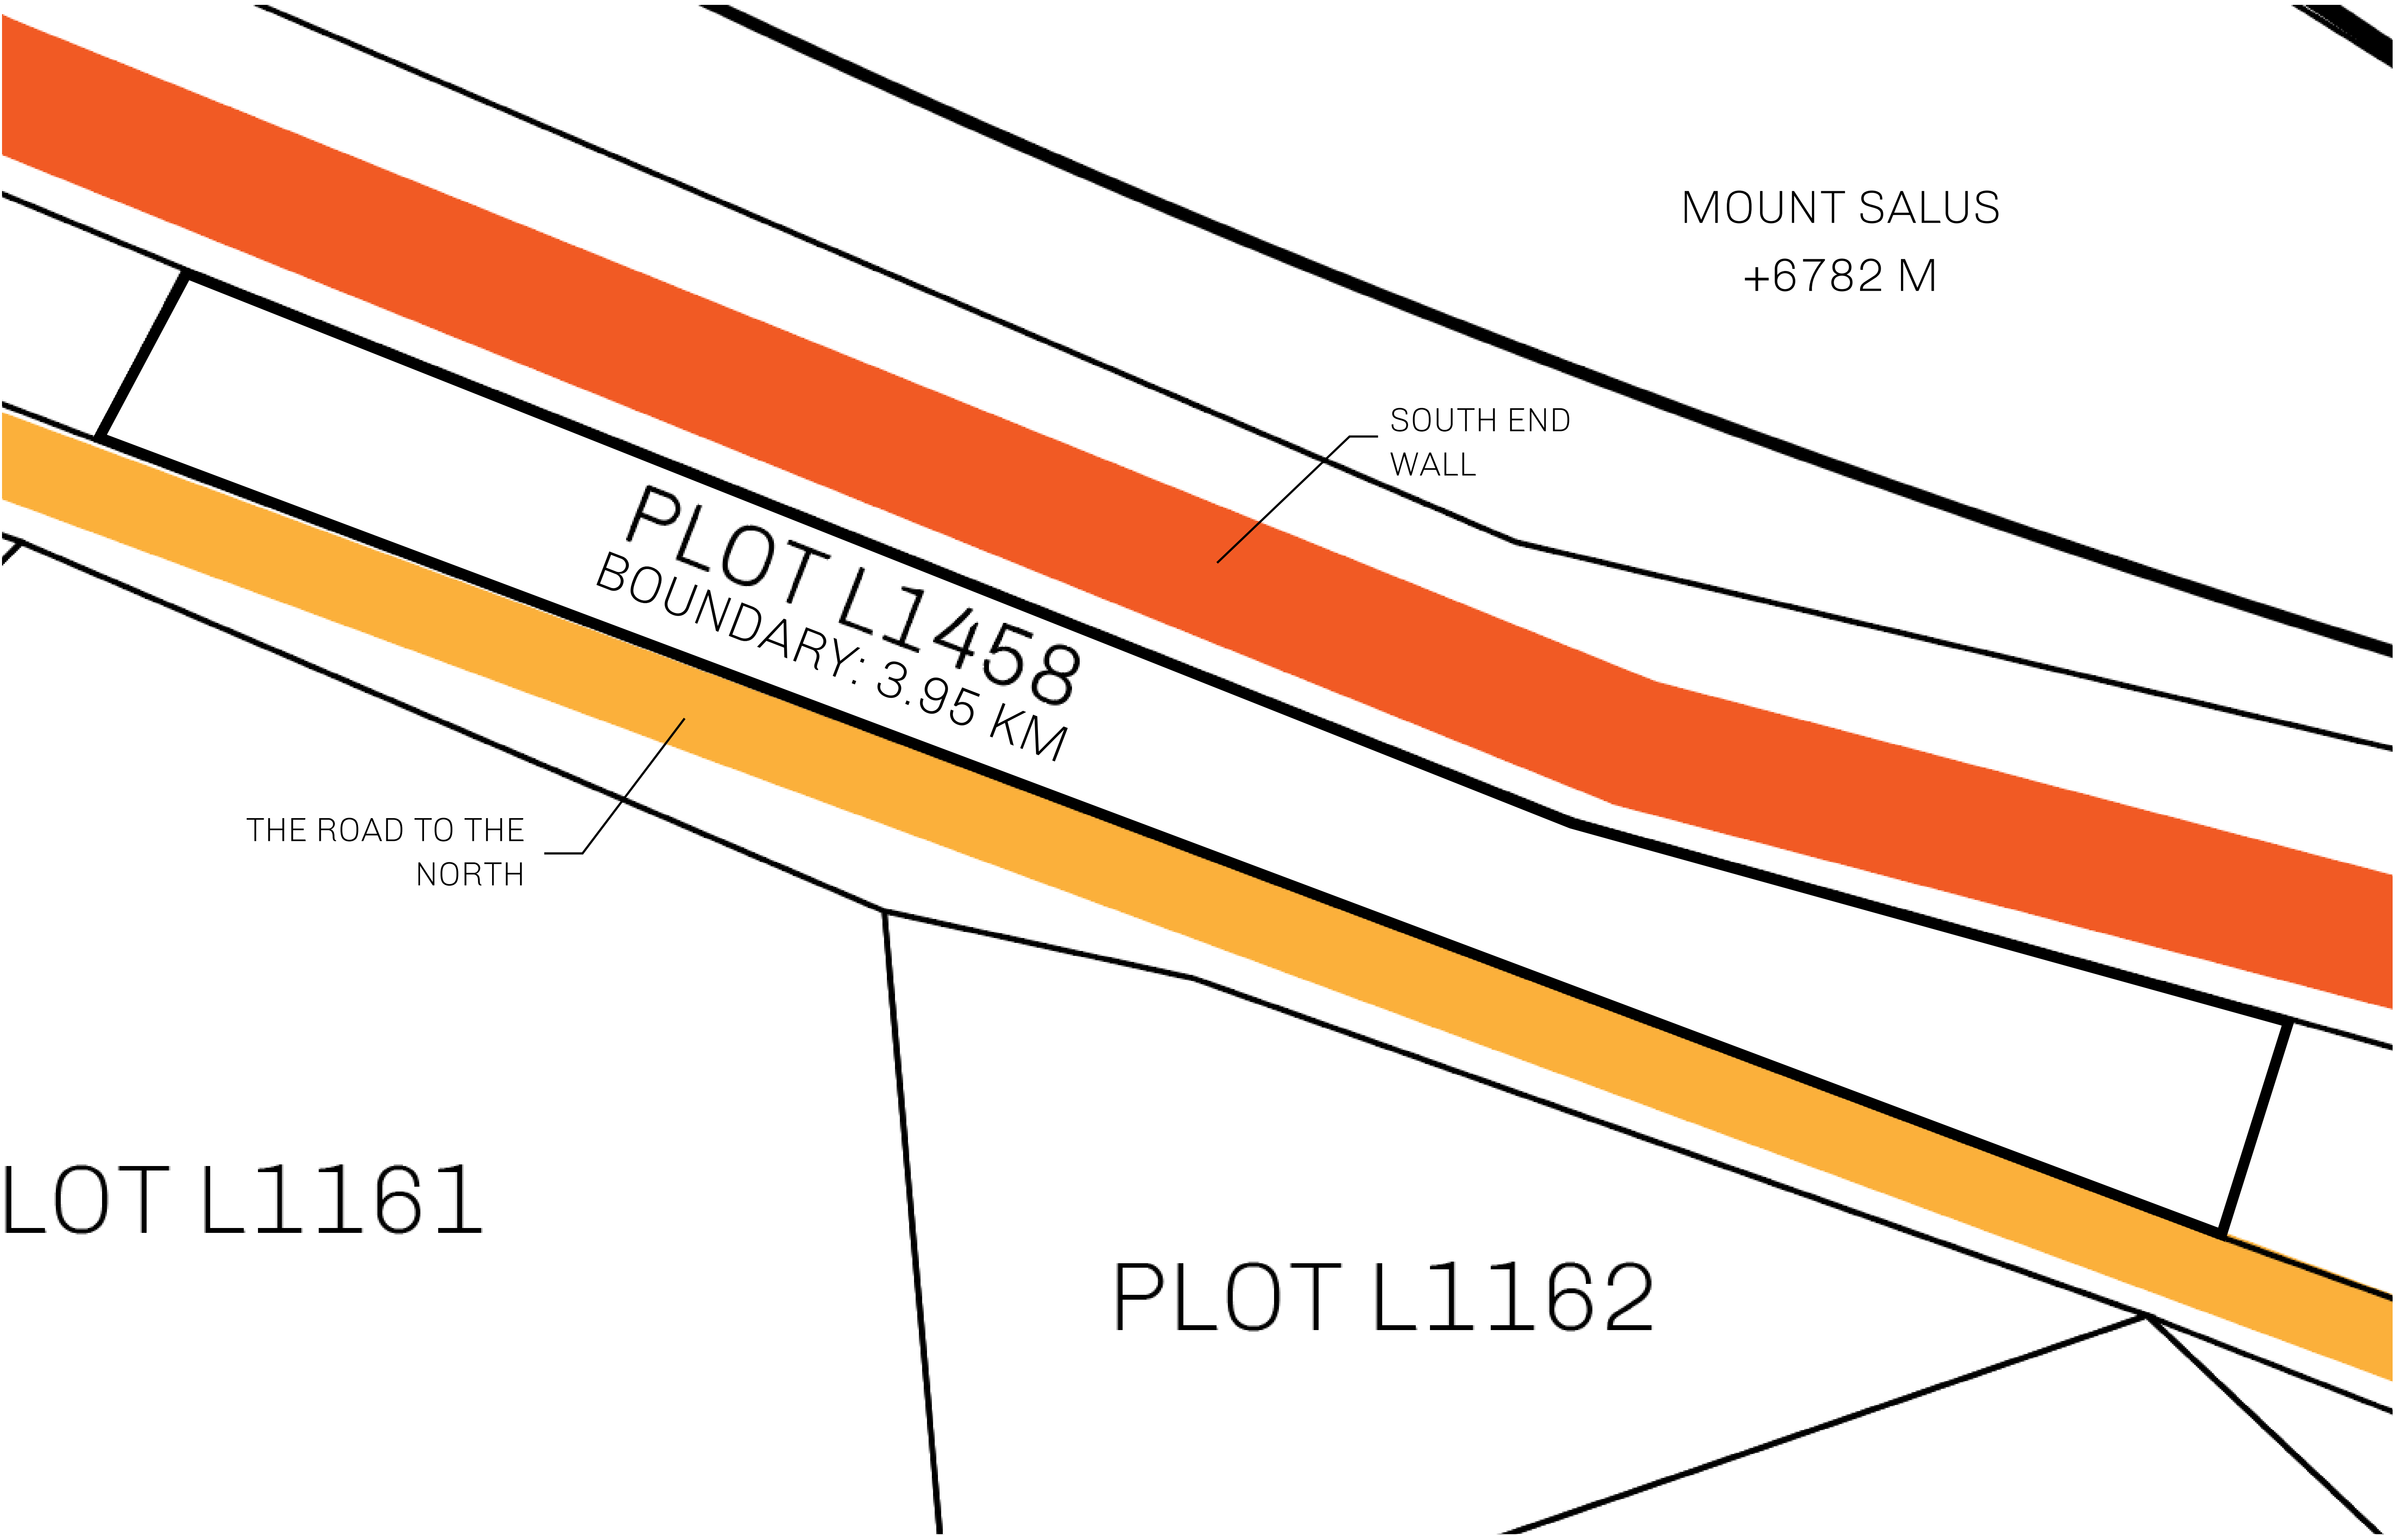 MOUNT SALUS
+6782 M
SOUTH END
WALL
PLOT L1458
BOUNDARY: 3.95 KM
THE ROAD TO THE
NORTH
LOT L1161
PLOT L1162